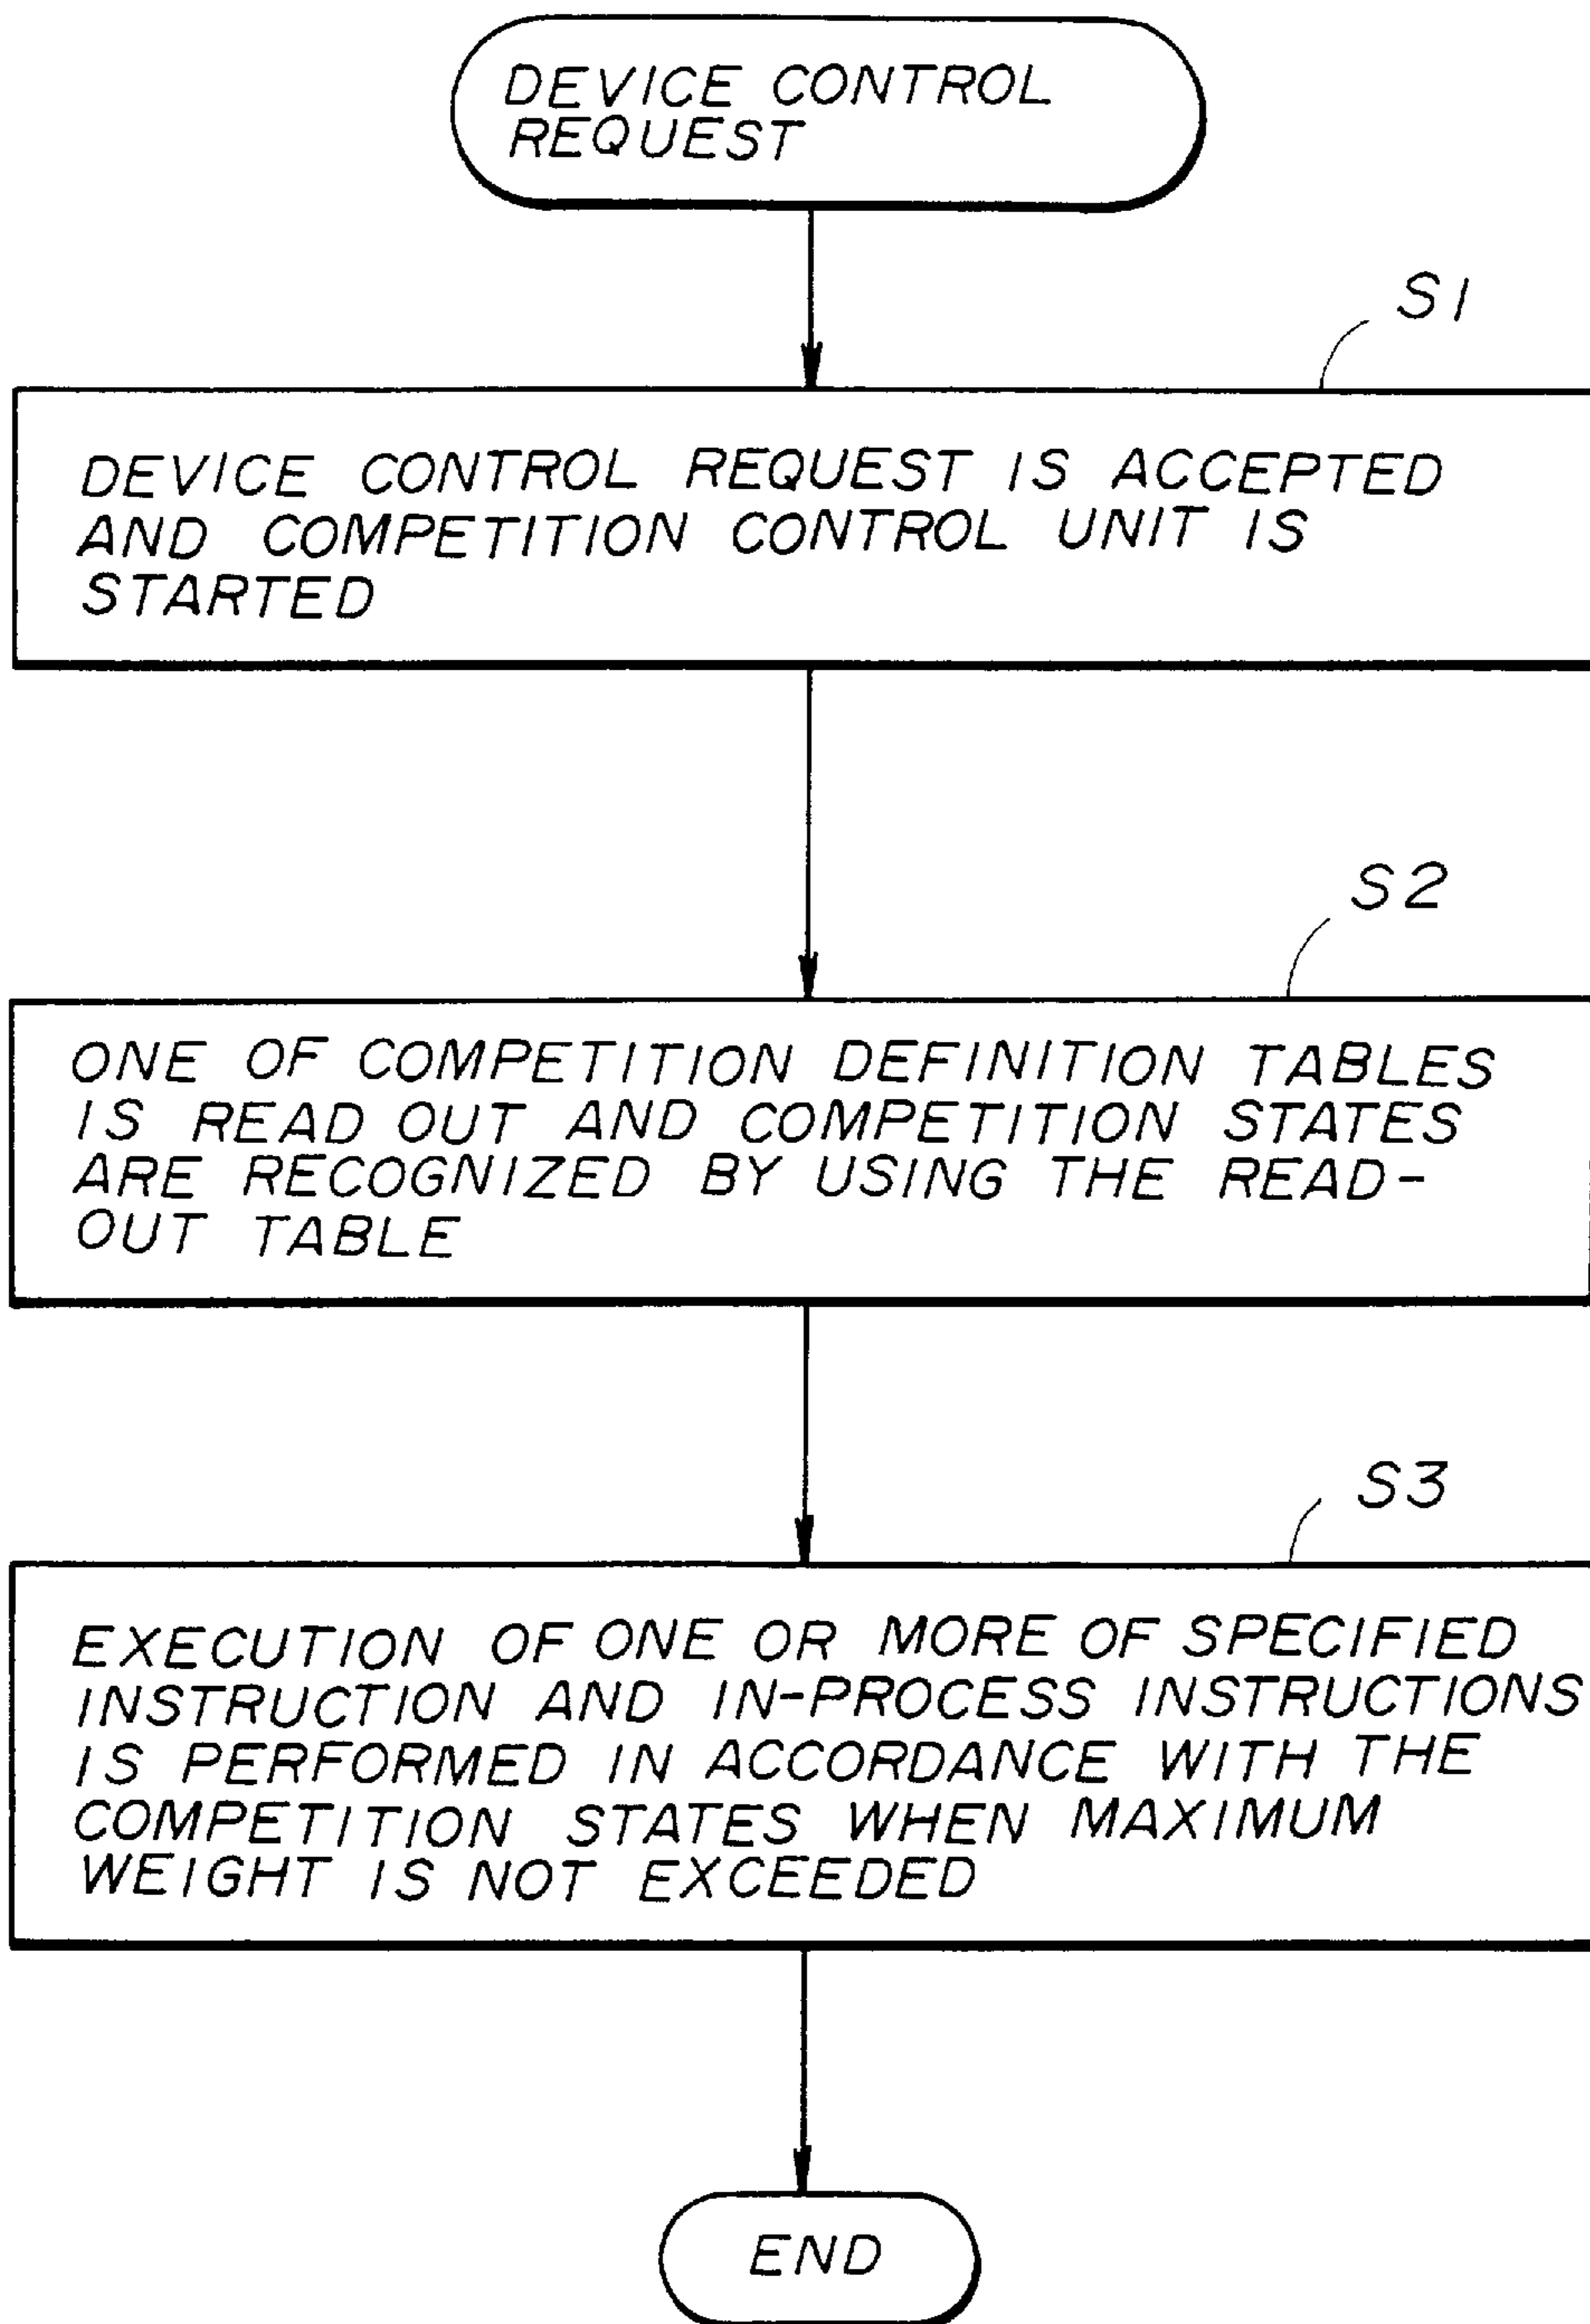 DEVICE CONTROL
REQUEST
S1
DEVICE CONTROL REQUEST IS ACCEPTED
AND COMPETITION CONTROL UNIT IS
STARTED
S2
ONE OF COMPETITION DEFINITION TABLES
IS READ OUT AND COMPETITION STATES
ARE RECOGNIZED BY USING THE READ-
OUT TABLE
S3
EXECUTION OF ONE OR MORE OF SPECIFIED
INSTRUCTION AND IN-PROCESS INSTRUCTIONS
IS PERFORMED IN ACCORDANCE WITH THE
COMPETITION STATES WHEN MAXIMUM
WEIGHT IS NOT EXCEEDED
END